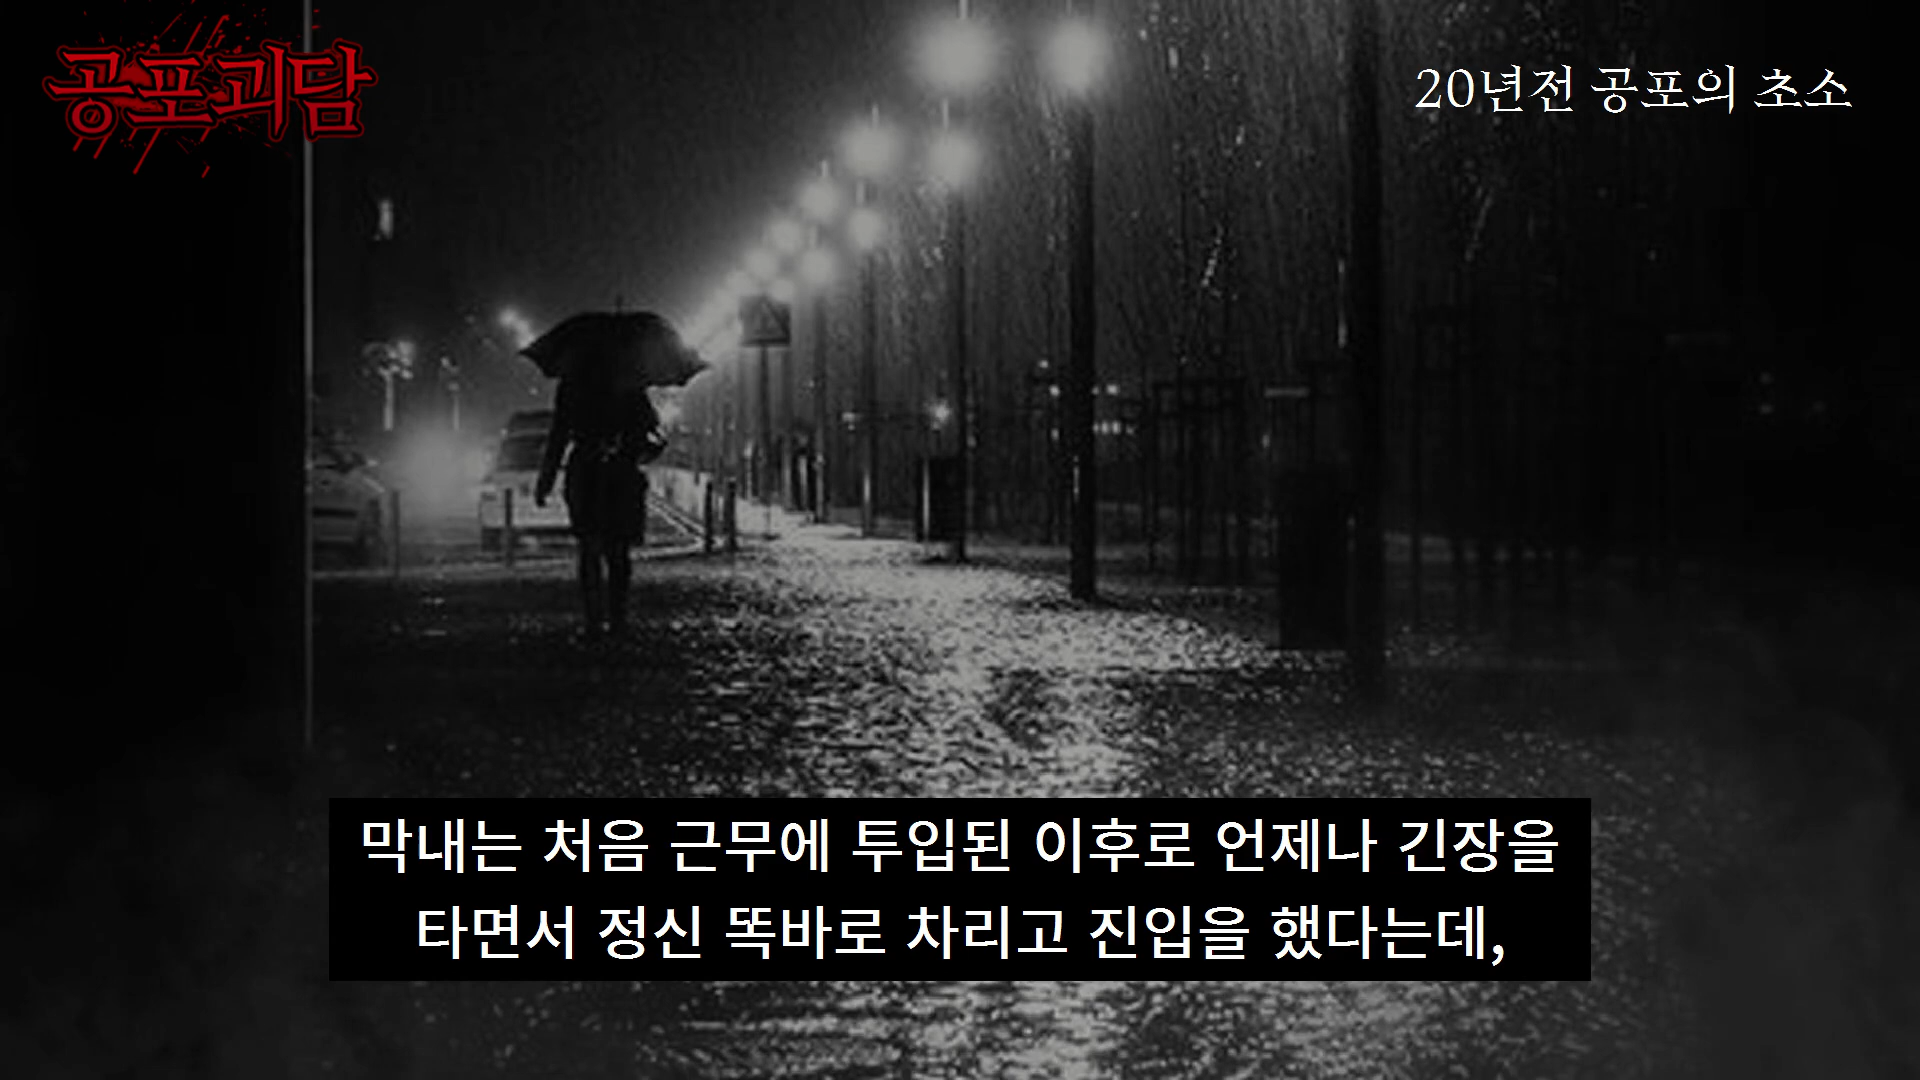 공포괴담
20년전 공포의 초소
막내는 처음 근무에 투입된 이후로 언제나 긴장을
타면서 정신 똑바로 차리고 진입을 했다는데,